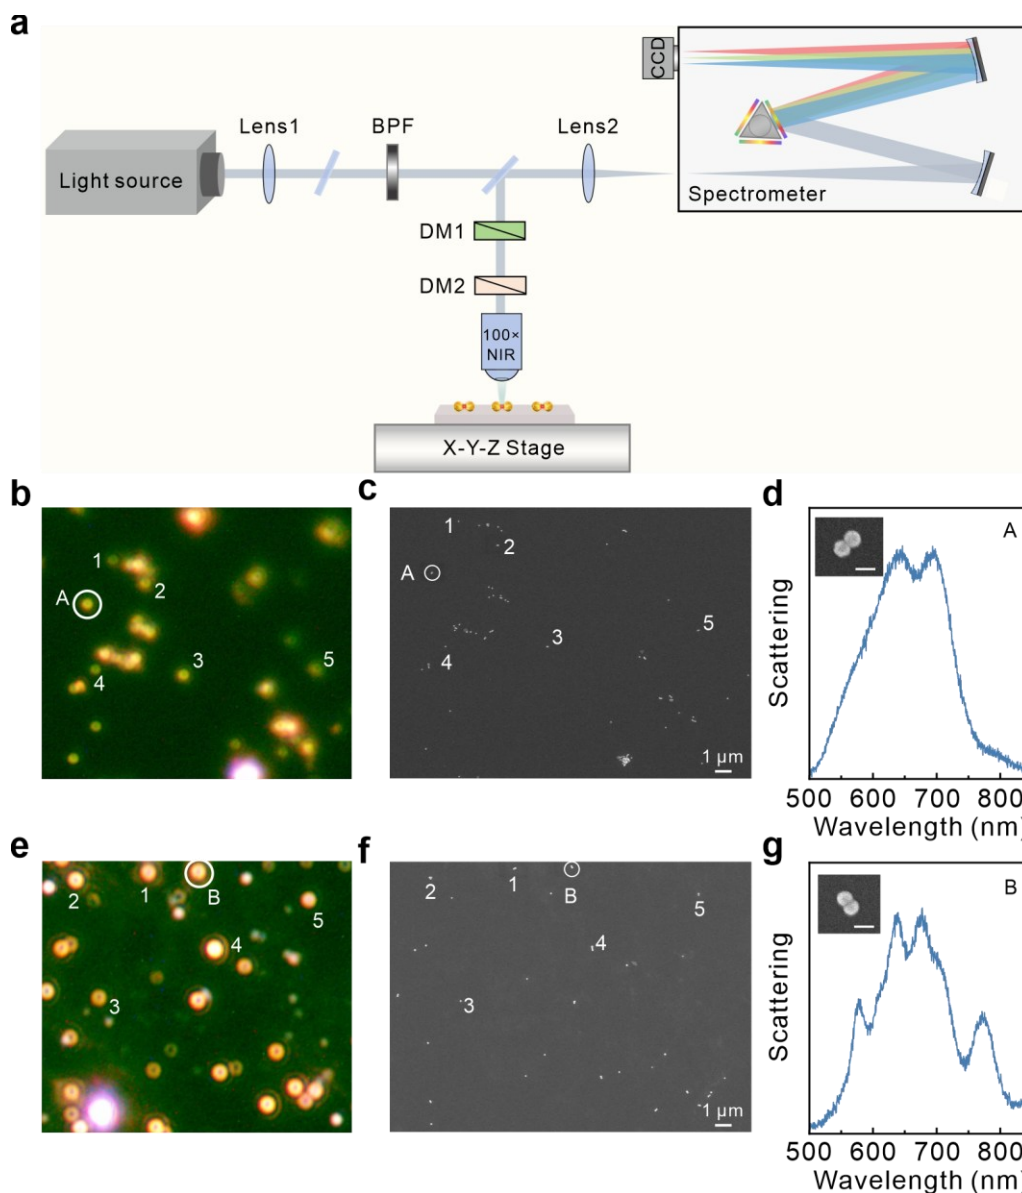 a
Light source
Lens1
BPF
Lens2
CCD
Spectrometer
DM1
DM2
100×
NIR
X-Y-Z Stage
b
1
2
A
3
5
4
c
1
2
A
3
5
4
1 μm
d
A
Scattering
500 600 700 800
Wavelength (nm)
e
2
1
B
5
4
3
f
2
1
B
5
4
3
1 μm
g
B
Scattering
500 600 700 800
Wavelength (nm)